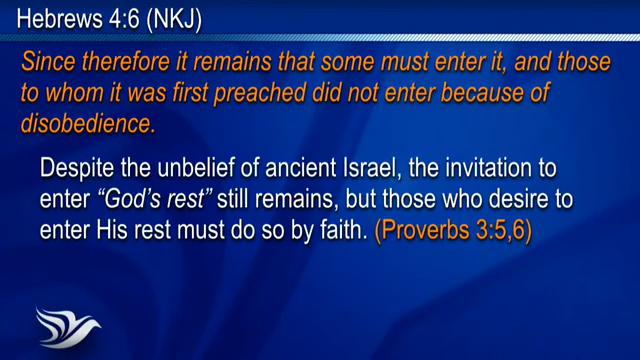 Hebrews 4:6 (NKJ)
Since therefore it remains that some must enter it, and those
to whom it was first preached did not enter because of
disobedience.
Despite the unbelief of ancient Israel, the invitation to
enter “God’s rest” still remains, but those who desire to
enter His rest must do so by faith. (Proverbs 3:5,6)